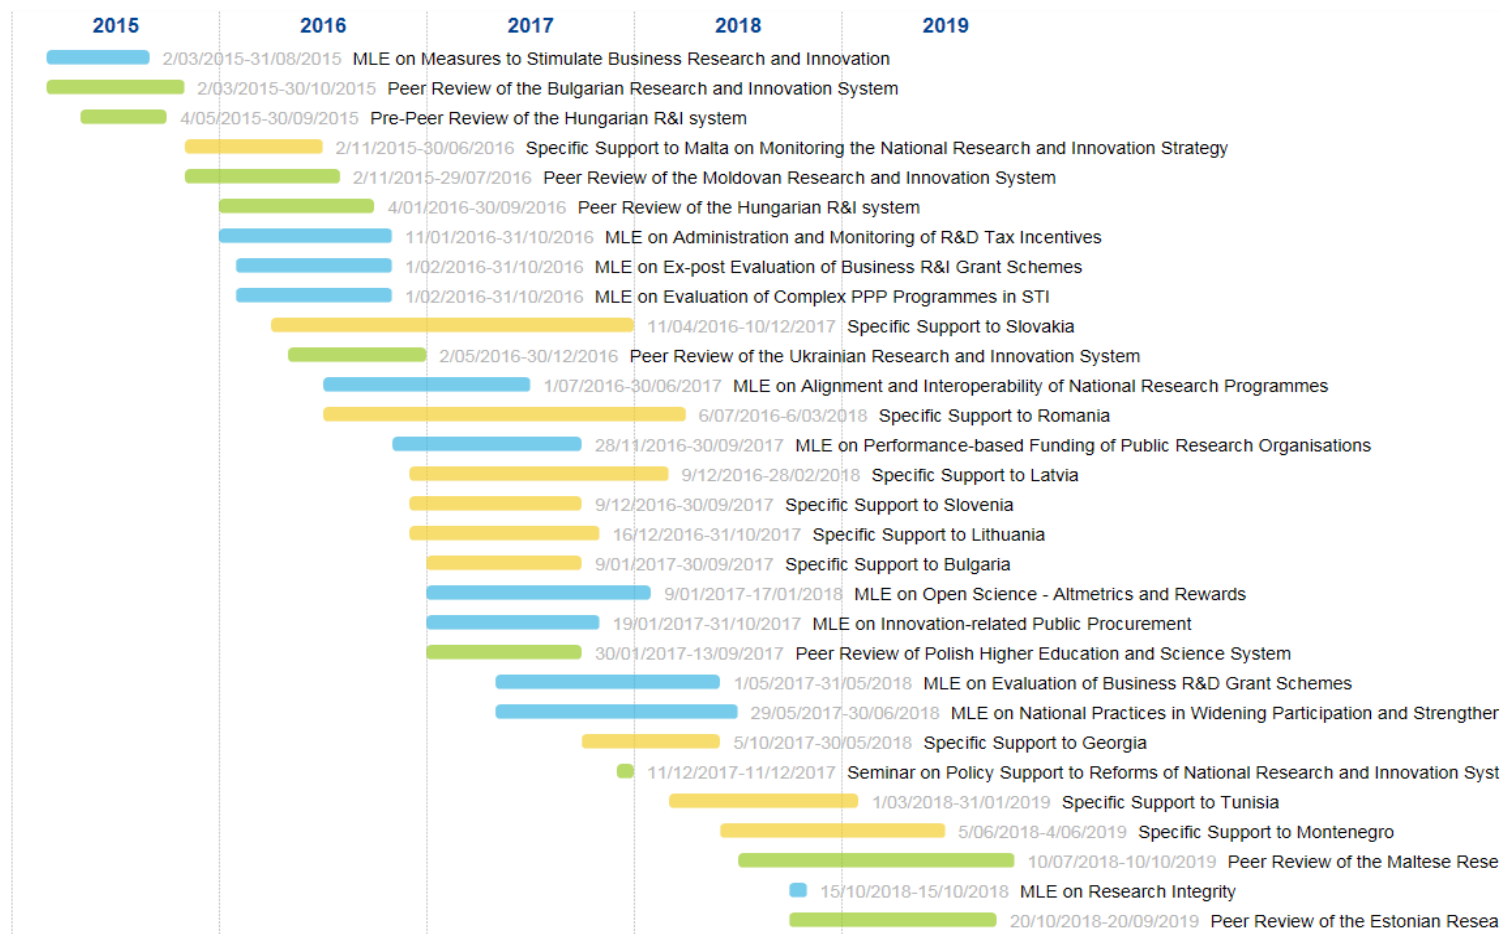 2015 2016 2017 2018 2019
2/03/2015-31/08/2015 MLE on Measures to Stimulate Business Research and Innovation
2/03/2015-30/10/2015 Peer Review of the Bulgarian Research and Innovation System
4/05/2015-30/09/2015 Pre-Peer Review of the Hungarian R&I system
2/11/2015-30/06/2016 Specific Support to Malta on Monitoring the National Research and Innovation Strategy
2/11/2015-29/07/2016 Peer Review of the Moldovan Research and Innovation System
4/01/2016-30/09/2016 Peer Review of the Hungarian R&I system
11/01/2016-31/10/2016 MLE on Administration and Monitoring of R&D Tax Incentives
1/02/2016-31/10/2016 MLE on Ex-post Evaluation of Business R&I Grant Schemes
1/02/2016-31/10/2016 MLE on Evaluation of Complex PPP Programmes in STI
11/04/2016-10/12/2017 Specific Support to Slovakia
2/05/2016-30/12/2016 Peer Review of the Ukrainian Research and Innovation System
1/07/2016-30/06/2017 MLE on Alignment and Interoperability of National Research Programmes
6/07/2016-6/03/2018 Specific Support to Romania
28/11/2016-30/09/2017 MLE on Performance-based Funding of Public Research Organisations
9/12/2016-28/02/2018 Specific Support to Latvia
9/12/2016-30/09/2017 Specific Support to Slovenia
16/12/2016-31/10/2017 Specific Support to Lithuania
9/01/2017-30/09/2017 Specific Support to Bulgaria
9/01/2017-17/01/2018 MLE on Open Science - Altmetrics and Rewards
19/01/2017-31/10/2017 MLE on Innovation-related Public Procurement
30/01/2017-13/09/2017 Peer Review of Polish Higher Education and Science System
1/05/2017-31/05/2018 MLE on Evaluation of Business R&D Grant Schemes
29/05/2017-30/06/2018 MLE on National Practices in Widening Participation and Strengther
5/10/2017-30/05/2018 Specific Support to Georgia
11/12/2017-11/12/2017 Seminar on Policy Support to Reforms of National Research and Innovation Syst
1/03/2018-31/01/2019 Specific Support to Tunisia
5/06/2018-4/06/2019 Specific Support to Montenegro
10/07/2018-10/10/2019 Peer Review of the Maltese Rese
15/10/2018-15/10/2018 MLE on Research Integrity
20/10/2018-20/09/2019 Peer Review of the Estonian Resea